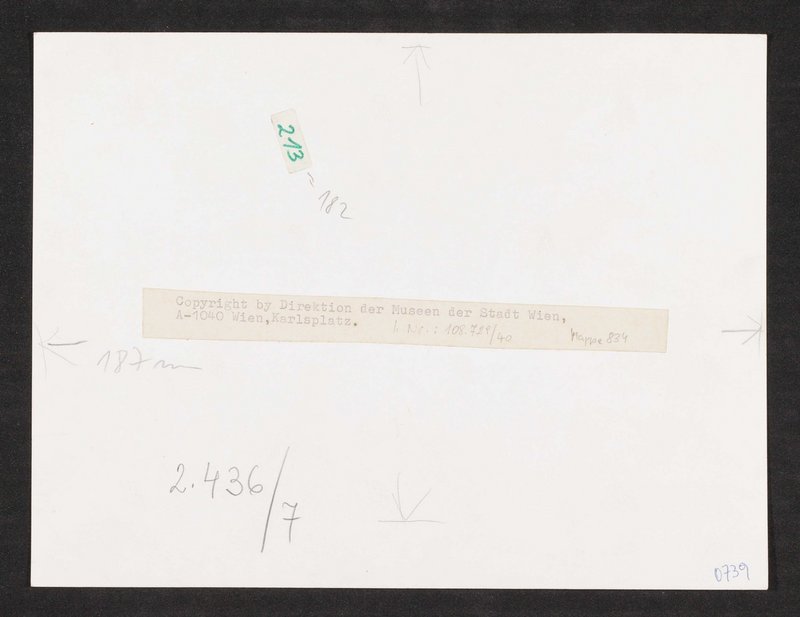 213
= 182
Copyright by Direktion der Museen der Stadt Wien,
A-1040 Wien,Karlsplatz.
I. Nr.: 108.729/40
Mappe 834
187
2.436/7
0739